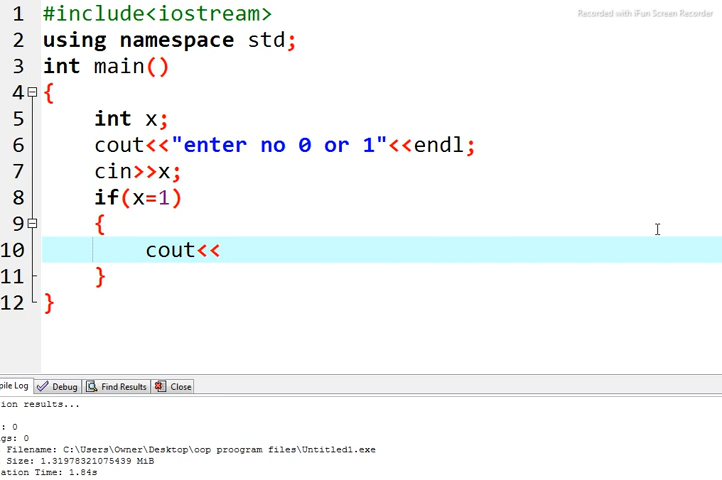 Recorded with iFun Screen Recorder
1 #include<iostream>
2 using namespace std;
3 int main()
4 {
5 int x;
6 cout<<"enter no 0 or 1"<<endl;
7 cin>>x;
8 if(x=1)
9 {
10 cout<<
11 }
12 }
pile Log Debug Find Results Close
ion results...
: 0
gs: 0
Filename: C:\Users\Owner\Desktop\oop proogram files\Untitled1.exe
Size: 1.31978321075439 MiB
ation Time: 1.84s